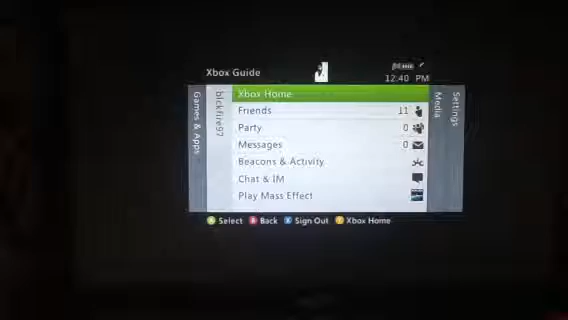 Xbox Guide
12:40 PM
Games & Apps
blckfire97
Xbox Home
Friends 11
Party 0
Messages 0
Beacons & Activity
Chat & IM
Play Mass Effect
Media
Settings
A Select B Back X Sign Out Y Xbox Home